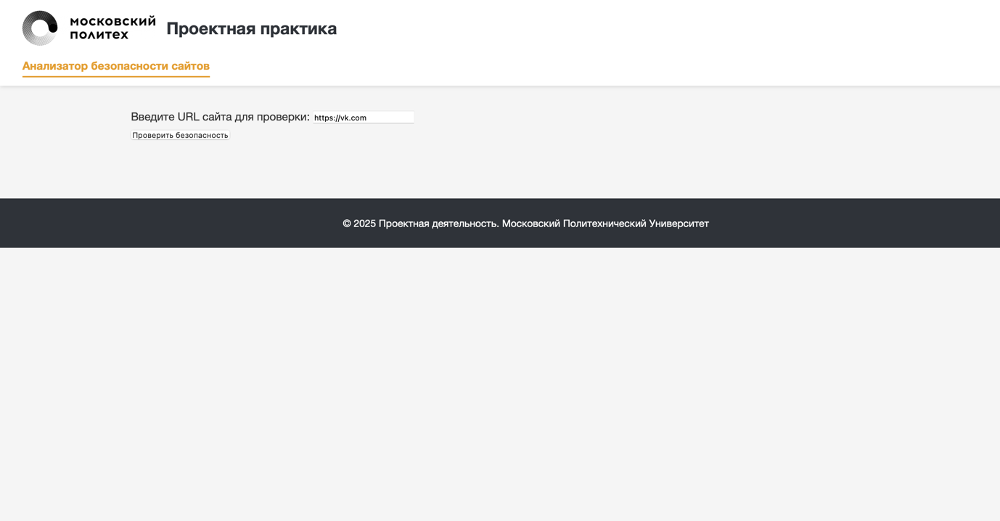 московский
политех
Проектная практика
Анализатор безопасности сайтов
Введите URL сайта для проверки: https://vk.com
Проверить безопасность
© 2025 Проектная деятельность. Московский Политехнический Университет